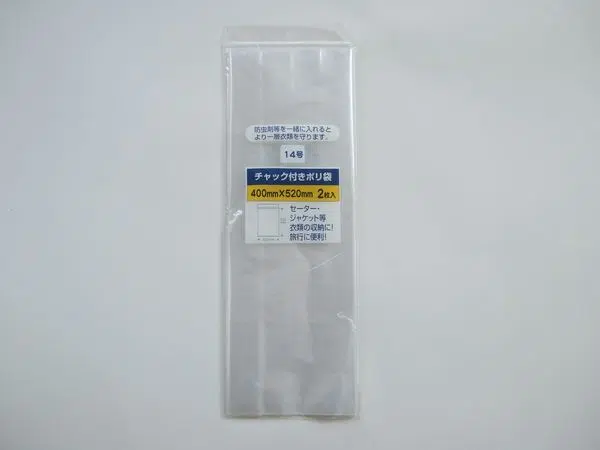 防虫剤等を一緒に入れると
より一層衣類を守ります。
14号
チャック付きポリ袋
400mm×520mm 2枚入
セーター・
ジャケット等
衣類の収納に!
旅行に便利!